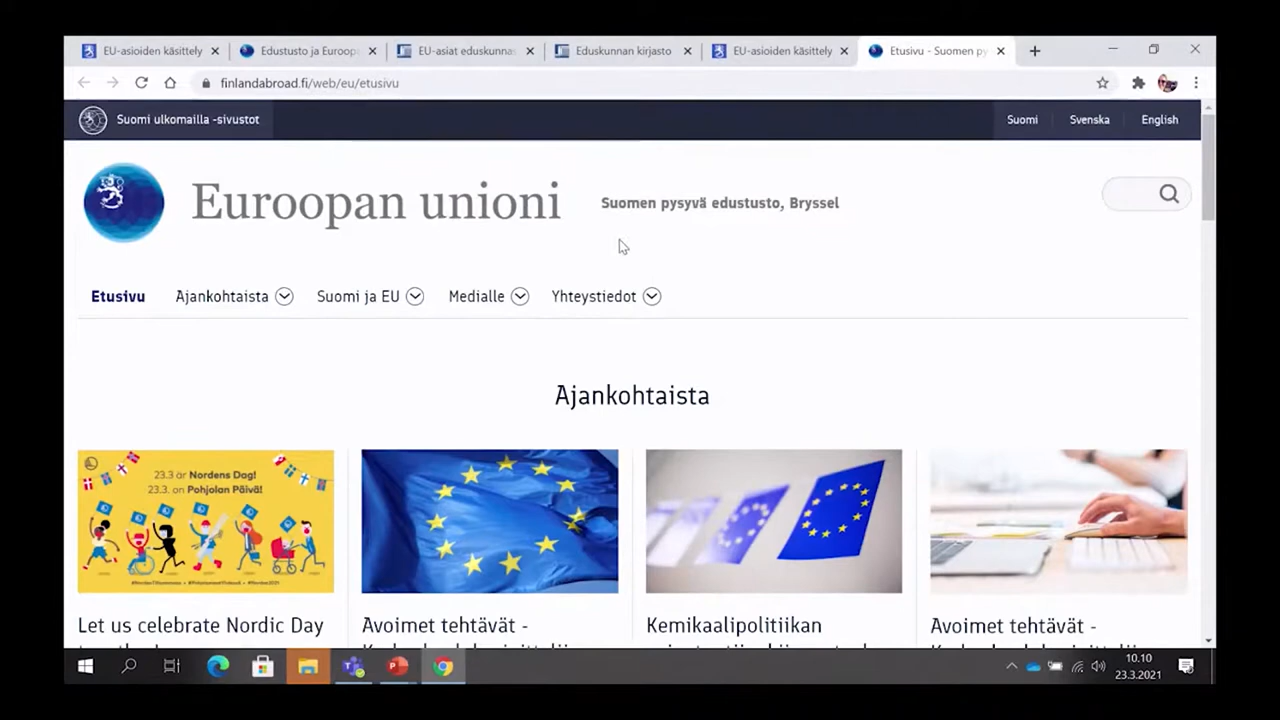 EU-asioiden käsittely
Edustusto ja Euroop
EU-asiat eduskunnas
Eduskunnan kirjasto
EU-asioiden käsittely
Etusivu - Suomen py
finlandabroad.fi/web/eu/etusivu
Suomi ulkomailla -sivustot
Suomi
Svenska
English
Euroopan unioni
Suomen pysyvä edustusto, Bryssel
Etusivu
Ajankohtaista
Suomi ja EU
Medialle
Yhteystiedot
Ajankohtaista
23.3 är Nordens Dag!
23.3. on Pohjolan Päivä!
Let us celebrate Nordic Day
Avoimet tehtävät -
Kemikaalipolitiikan
Avoimet tehtävät -
10.10
23.3.2021